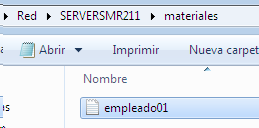 Red ▸ SERVERSMR211 ▸ materiales
Abrir Imprimir Nueva carpet
Nombre
empleado01